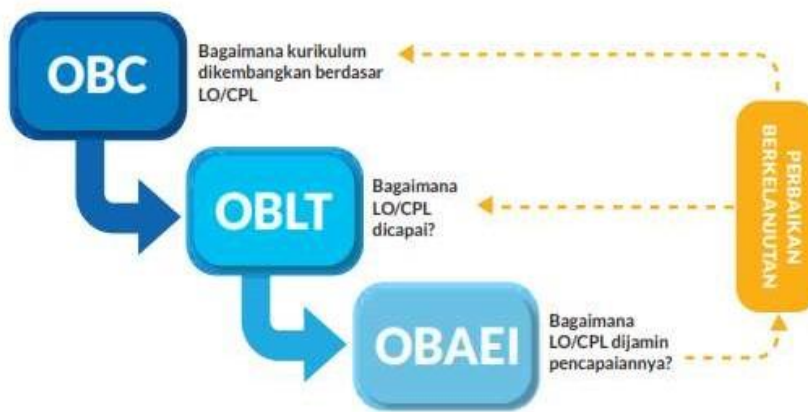 OBC
Bagaimana kurikulum
dikembangkan berdasar
LO/CPL
OBLT
Bagaimana
LO/CPL
dicapai?
OBAEI
Bagaimana
LO/CPL dijamin
pencapaiannya?
PERBAIKAN
BERKELANJUTAN